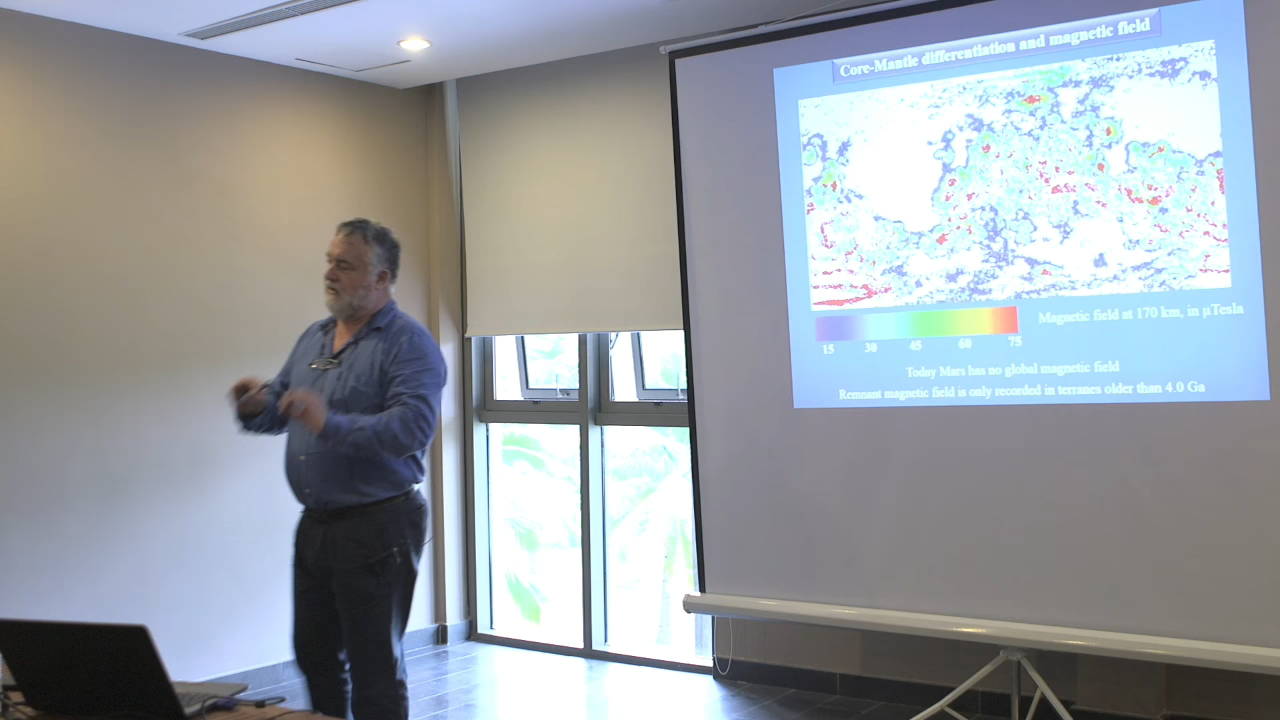 Core-Mantle differentiation and magnetic field
Magnetic field at 170 km, in µTesla
15 30 45 60 75
Today Mars has no global magnetic field
Remnant magnetic field is only recorded in terranes older than 4.0 Ga